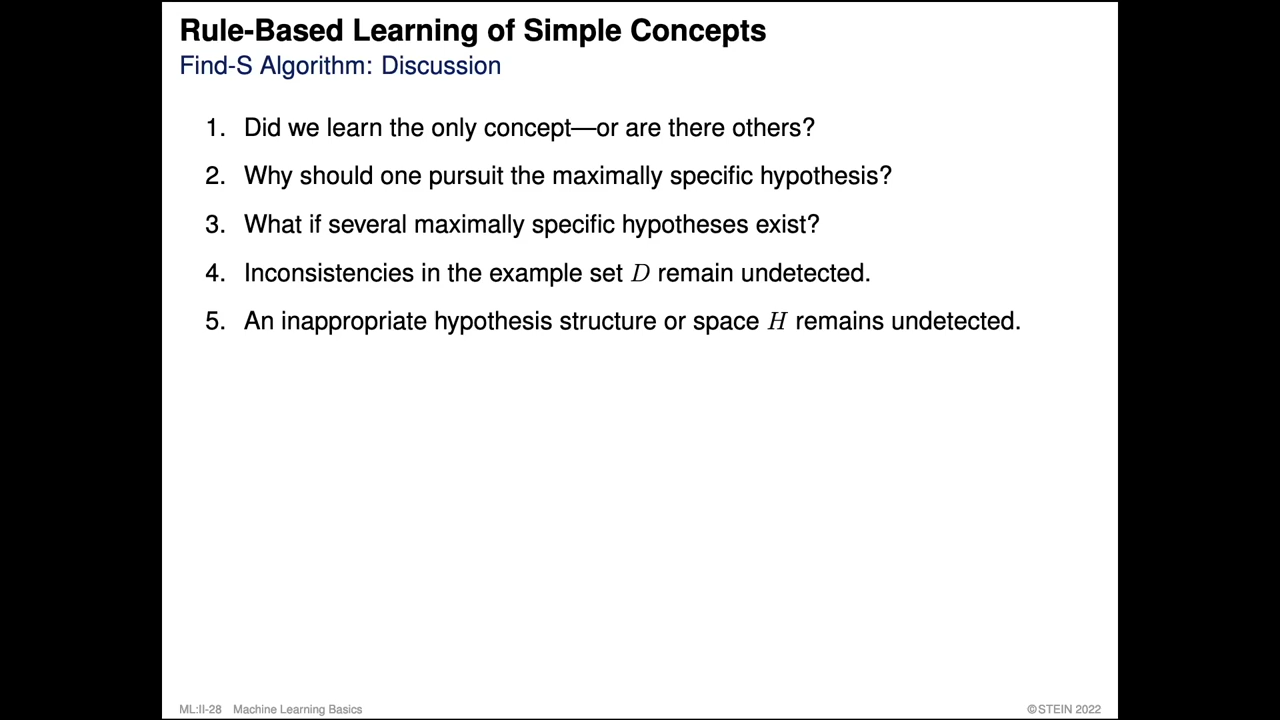 Rule-Based Learning of Simple Concepts
Find-S Algorithm: Discussion
1. Did we learn the only concept—or are there others?
2. Why should one pursuit the maximally specific hypothesis?
3. What if several maximally specific hypotheses exist?
4. Inconsistencies in the example set D remain undetected.
5. An inappropriate hypothesis structure or space H remains undetected.
ML:II-28 Machine Learning Basics
©STEIN 2022